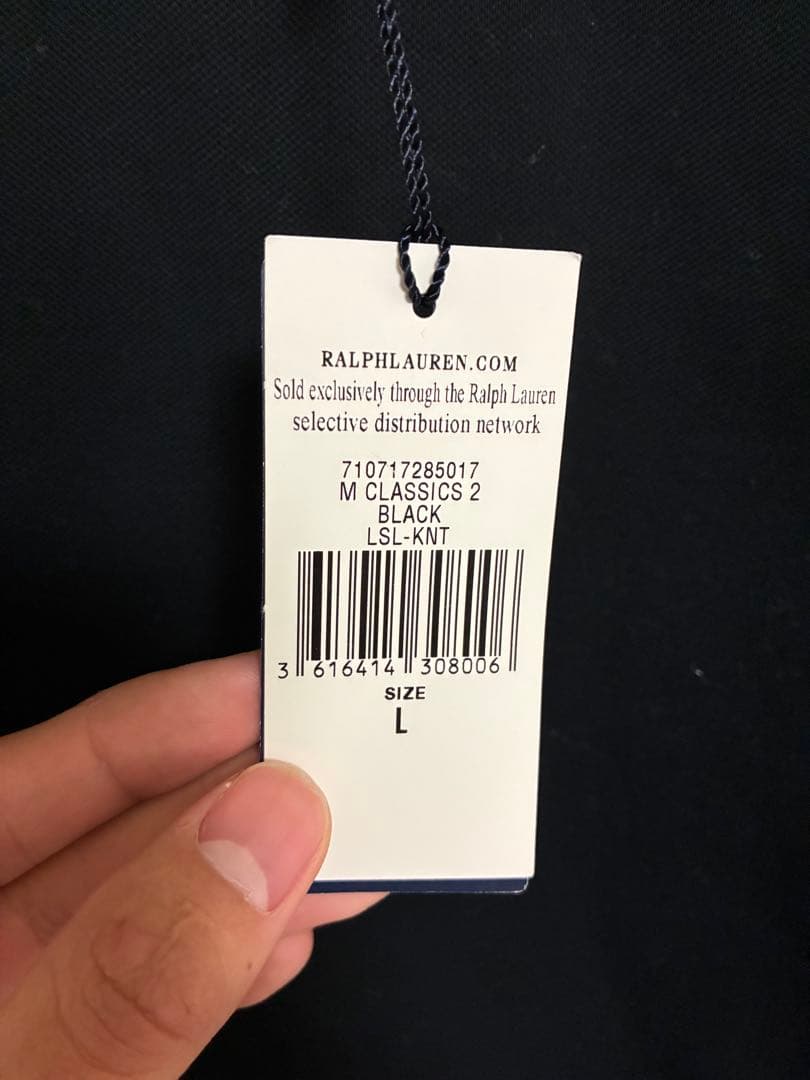 RALPHLAUREN.COM
Sold exclusively through the Ralph Lauren
selective distribution network
710717285017
M CLASSICS 2
BLACK
LSL-KNT
3 616414 308006
SIZE
L